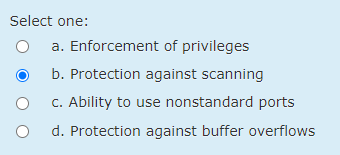 Select one:
a. Enforcement of privileges
b. Protection against scanning
c. Ability to use nonstandard ports
d. Protection against buffer overflows